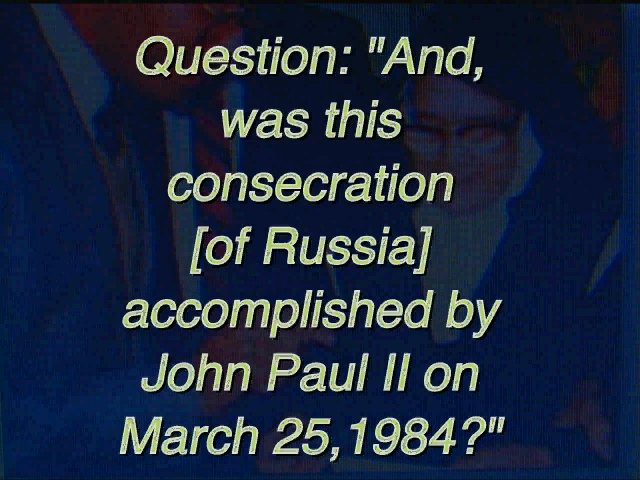 Question: "And,
was this
consecration
[of Russia]
accomplished by
John Paul II on
March 25,1984?"